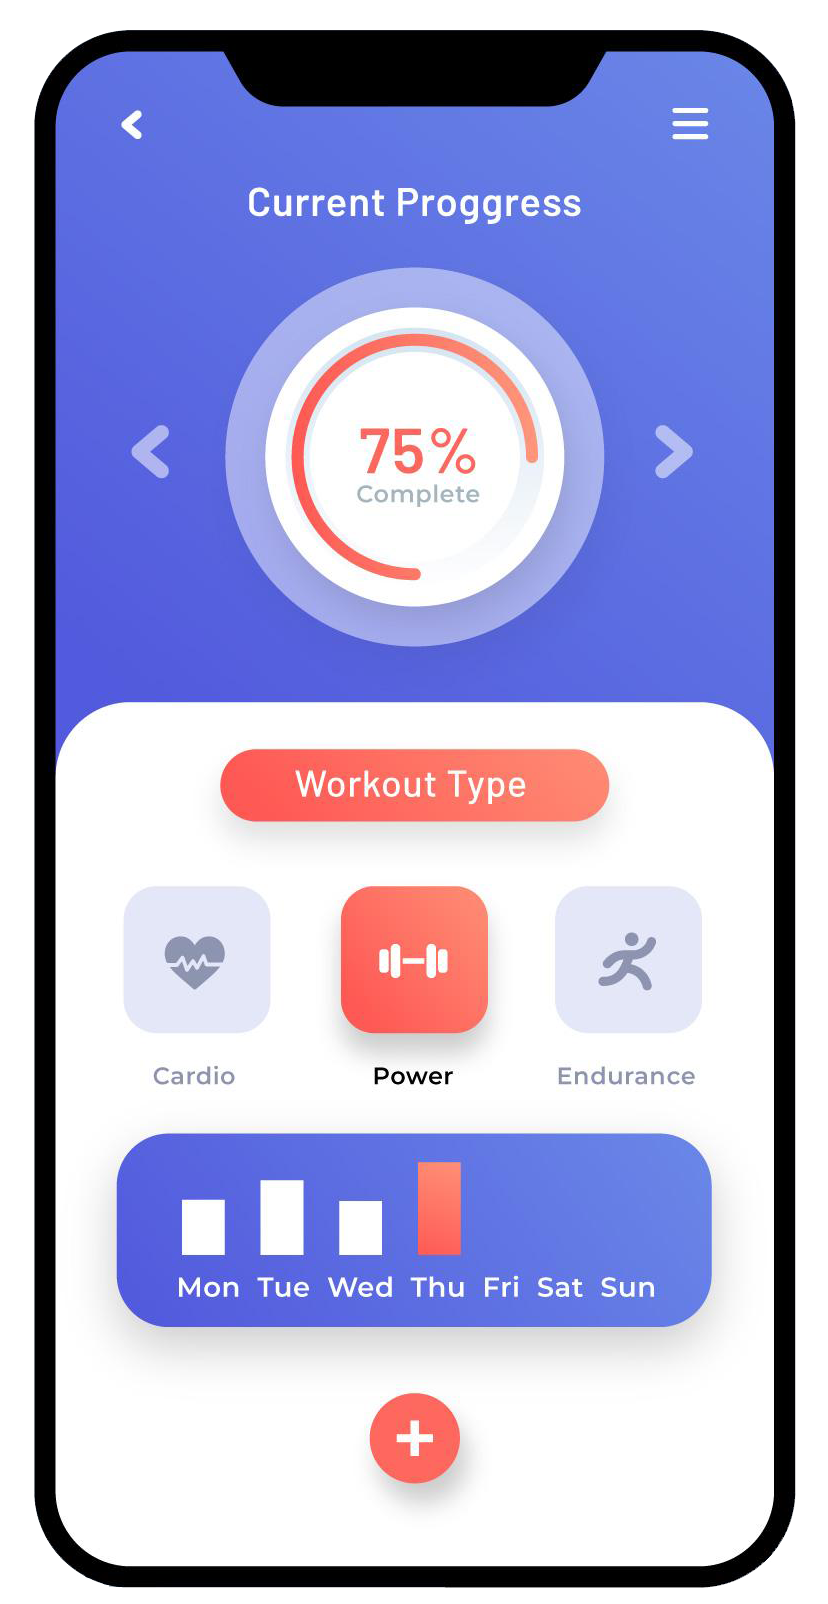 Current Proggress
75%
Complete
Workout Type
Cardio Power Endurance
Mon Tue Wed Thu Fri Sat Sun